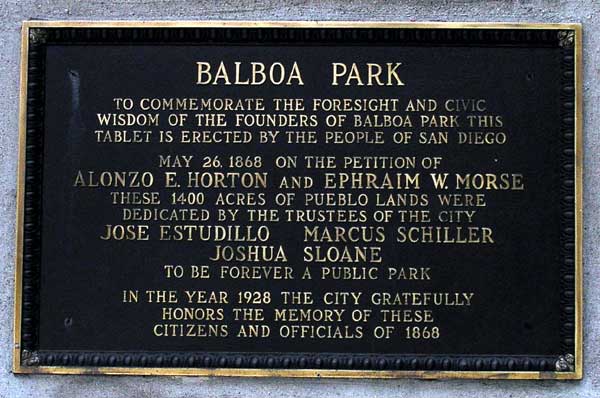 BALBOA PARK
TO COMMEMORATE THE FORESIGHT AND CIVIC
WISDOM OF THE FOUNDERS OF BALBOA PARK THIS
TABLET IS ERECTED BY THE PEOPLE OF SAN DIEGO
MAY 26, 1868 ON THE PETITION OF
ALONZO E. HORTON AND EPHRAIM W. MORSE
THESE 1400 ACRES OF PUEBLO LANDS WERE
DEDICATED BY THE TRUSTEES OF THE CITY
JOSE ESTUDILLO MARCUS SCHILLER
JOSHUA SLOANE
TO BE FOREVER A PUBLIC PARK
IN THE YEAR 1928 THE CITY GRATEFULLY
HONORS THE MEMORY OF THESE
CITIZENS AND OFFICIALS OF 1868